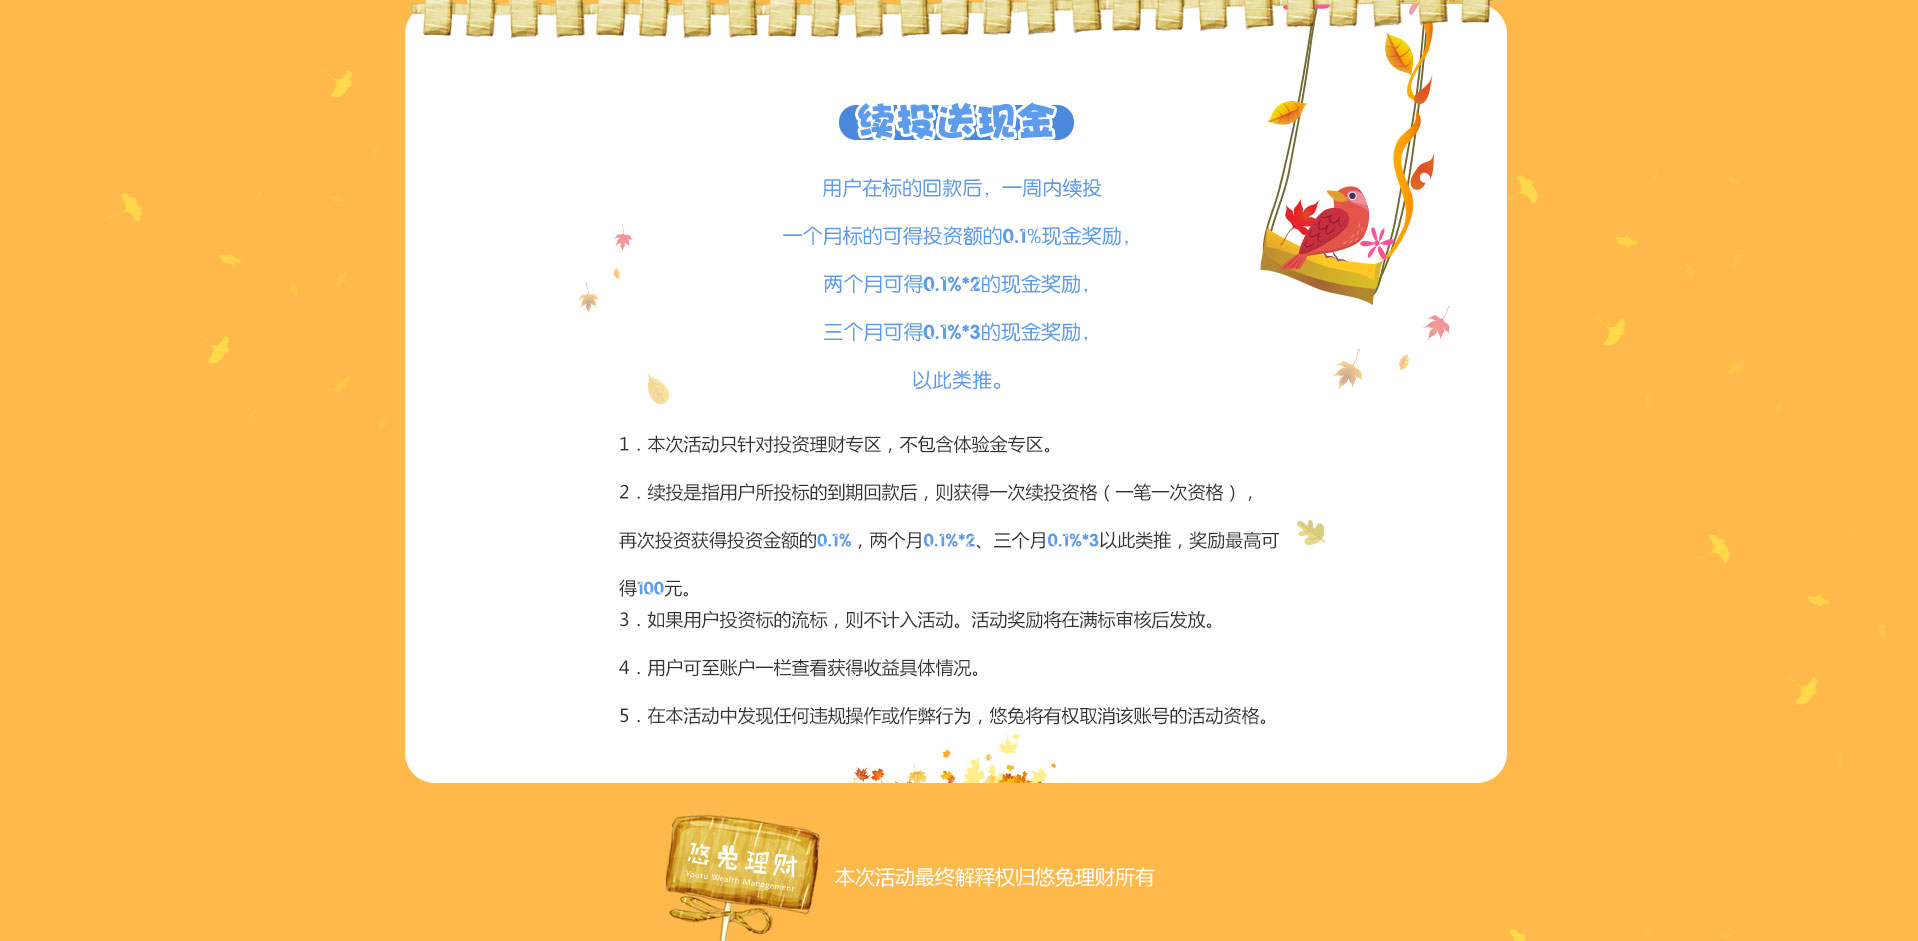 续投送现金
用户在标的回款后，一周内续投
一个月标的可得投资额的0.1%现金奖励，
两个月可得0.1%*2的现金奖励，
三个月可得0.1%*3的现金奖励，
以此类推。
1．本次活动只针对投资理财专区，不包含体验金专区。
2．续投是指用户所投标的到期回款后，则获得一次续投资格（一笔一次资格），
再次投资获得投资金额的0.1%，两个月0.1%*2、三个月0.1%*3以此类推，奖励最高可
得100元。
3．如果用户投资标的流标，则不计入活动。活动奖励将在满标审核后发放。
4．用户可至账户一栏查看获得收益具体情况。
5．在本活动中发现任何违规操作或作弊行为，悠兔将有权取消该账号的活动资格。
悠兔理财
Youtu Wealth Management
本次活动最终解释权归悠兔理财所有